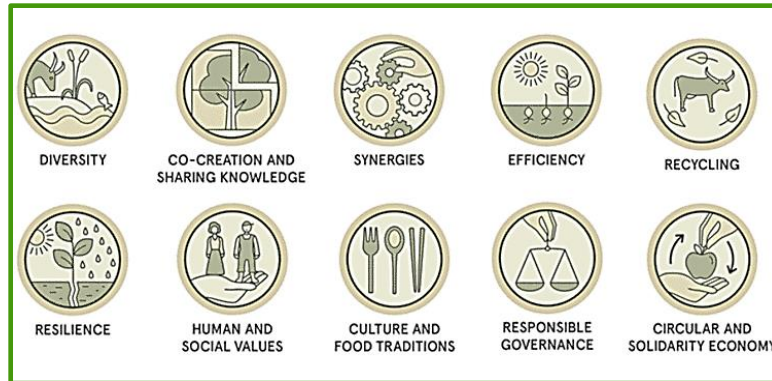 DIVERSITY
CO-CREATION AND
SHARING KNOWLEDGE
SYNERGIES
EFFICIENCY
RECYCLING
RESILIENCE
HUMAN AND
SOCIAL VALUES
CULTURE AND
FOOD TRADITIONS
RESPONSIBLE
GOVERNANCE
CIRCULAR AND
SOLIDARITY ECONOMY